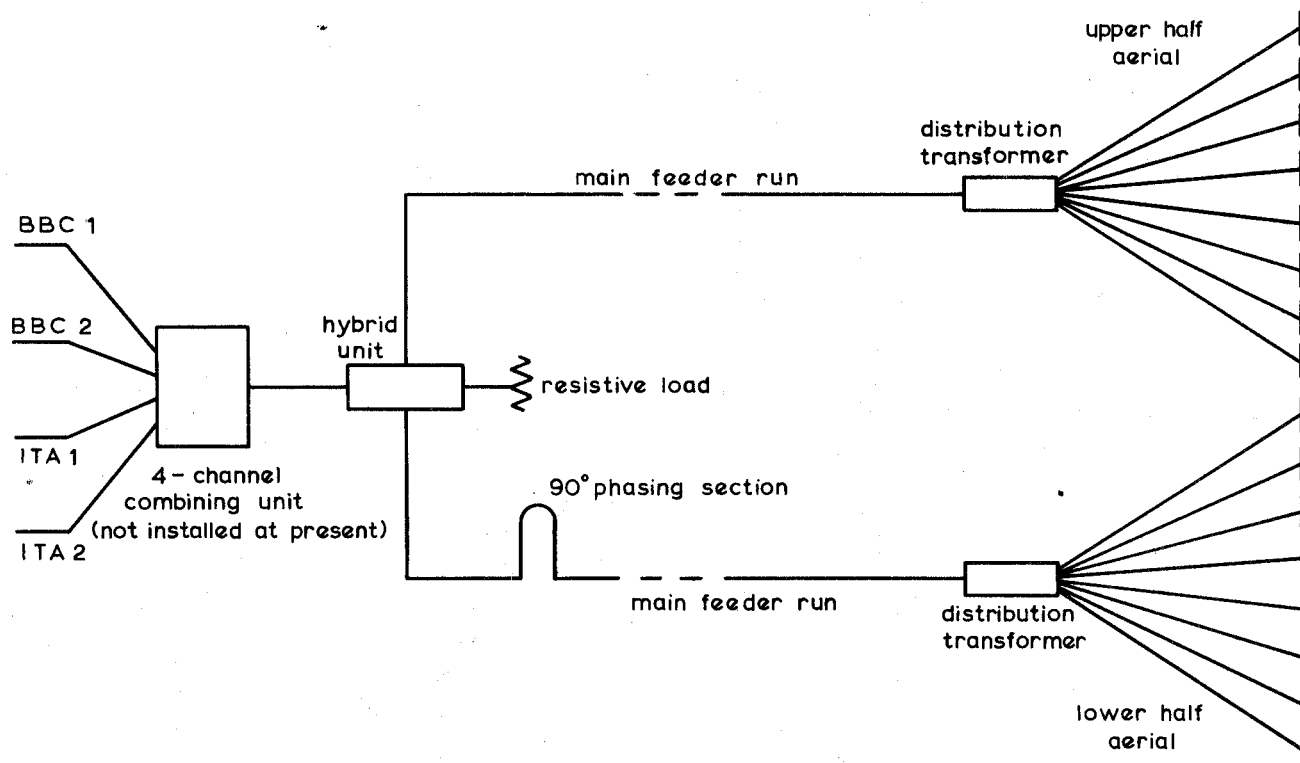 upper half
aerial
distribution
transformer
main feeder run
BBC 1
BBC 2
hybrid
unit
resistive load
ITA 1
4-channel
combining unit
(not installed at present)
ITA 2
90° phasing section
main feeder run
distribution
transformer
lower half
aerial